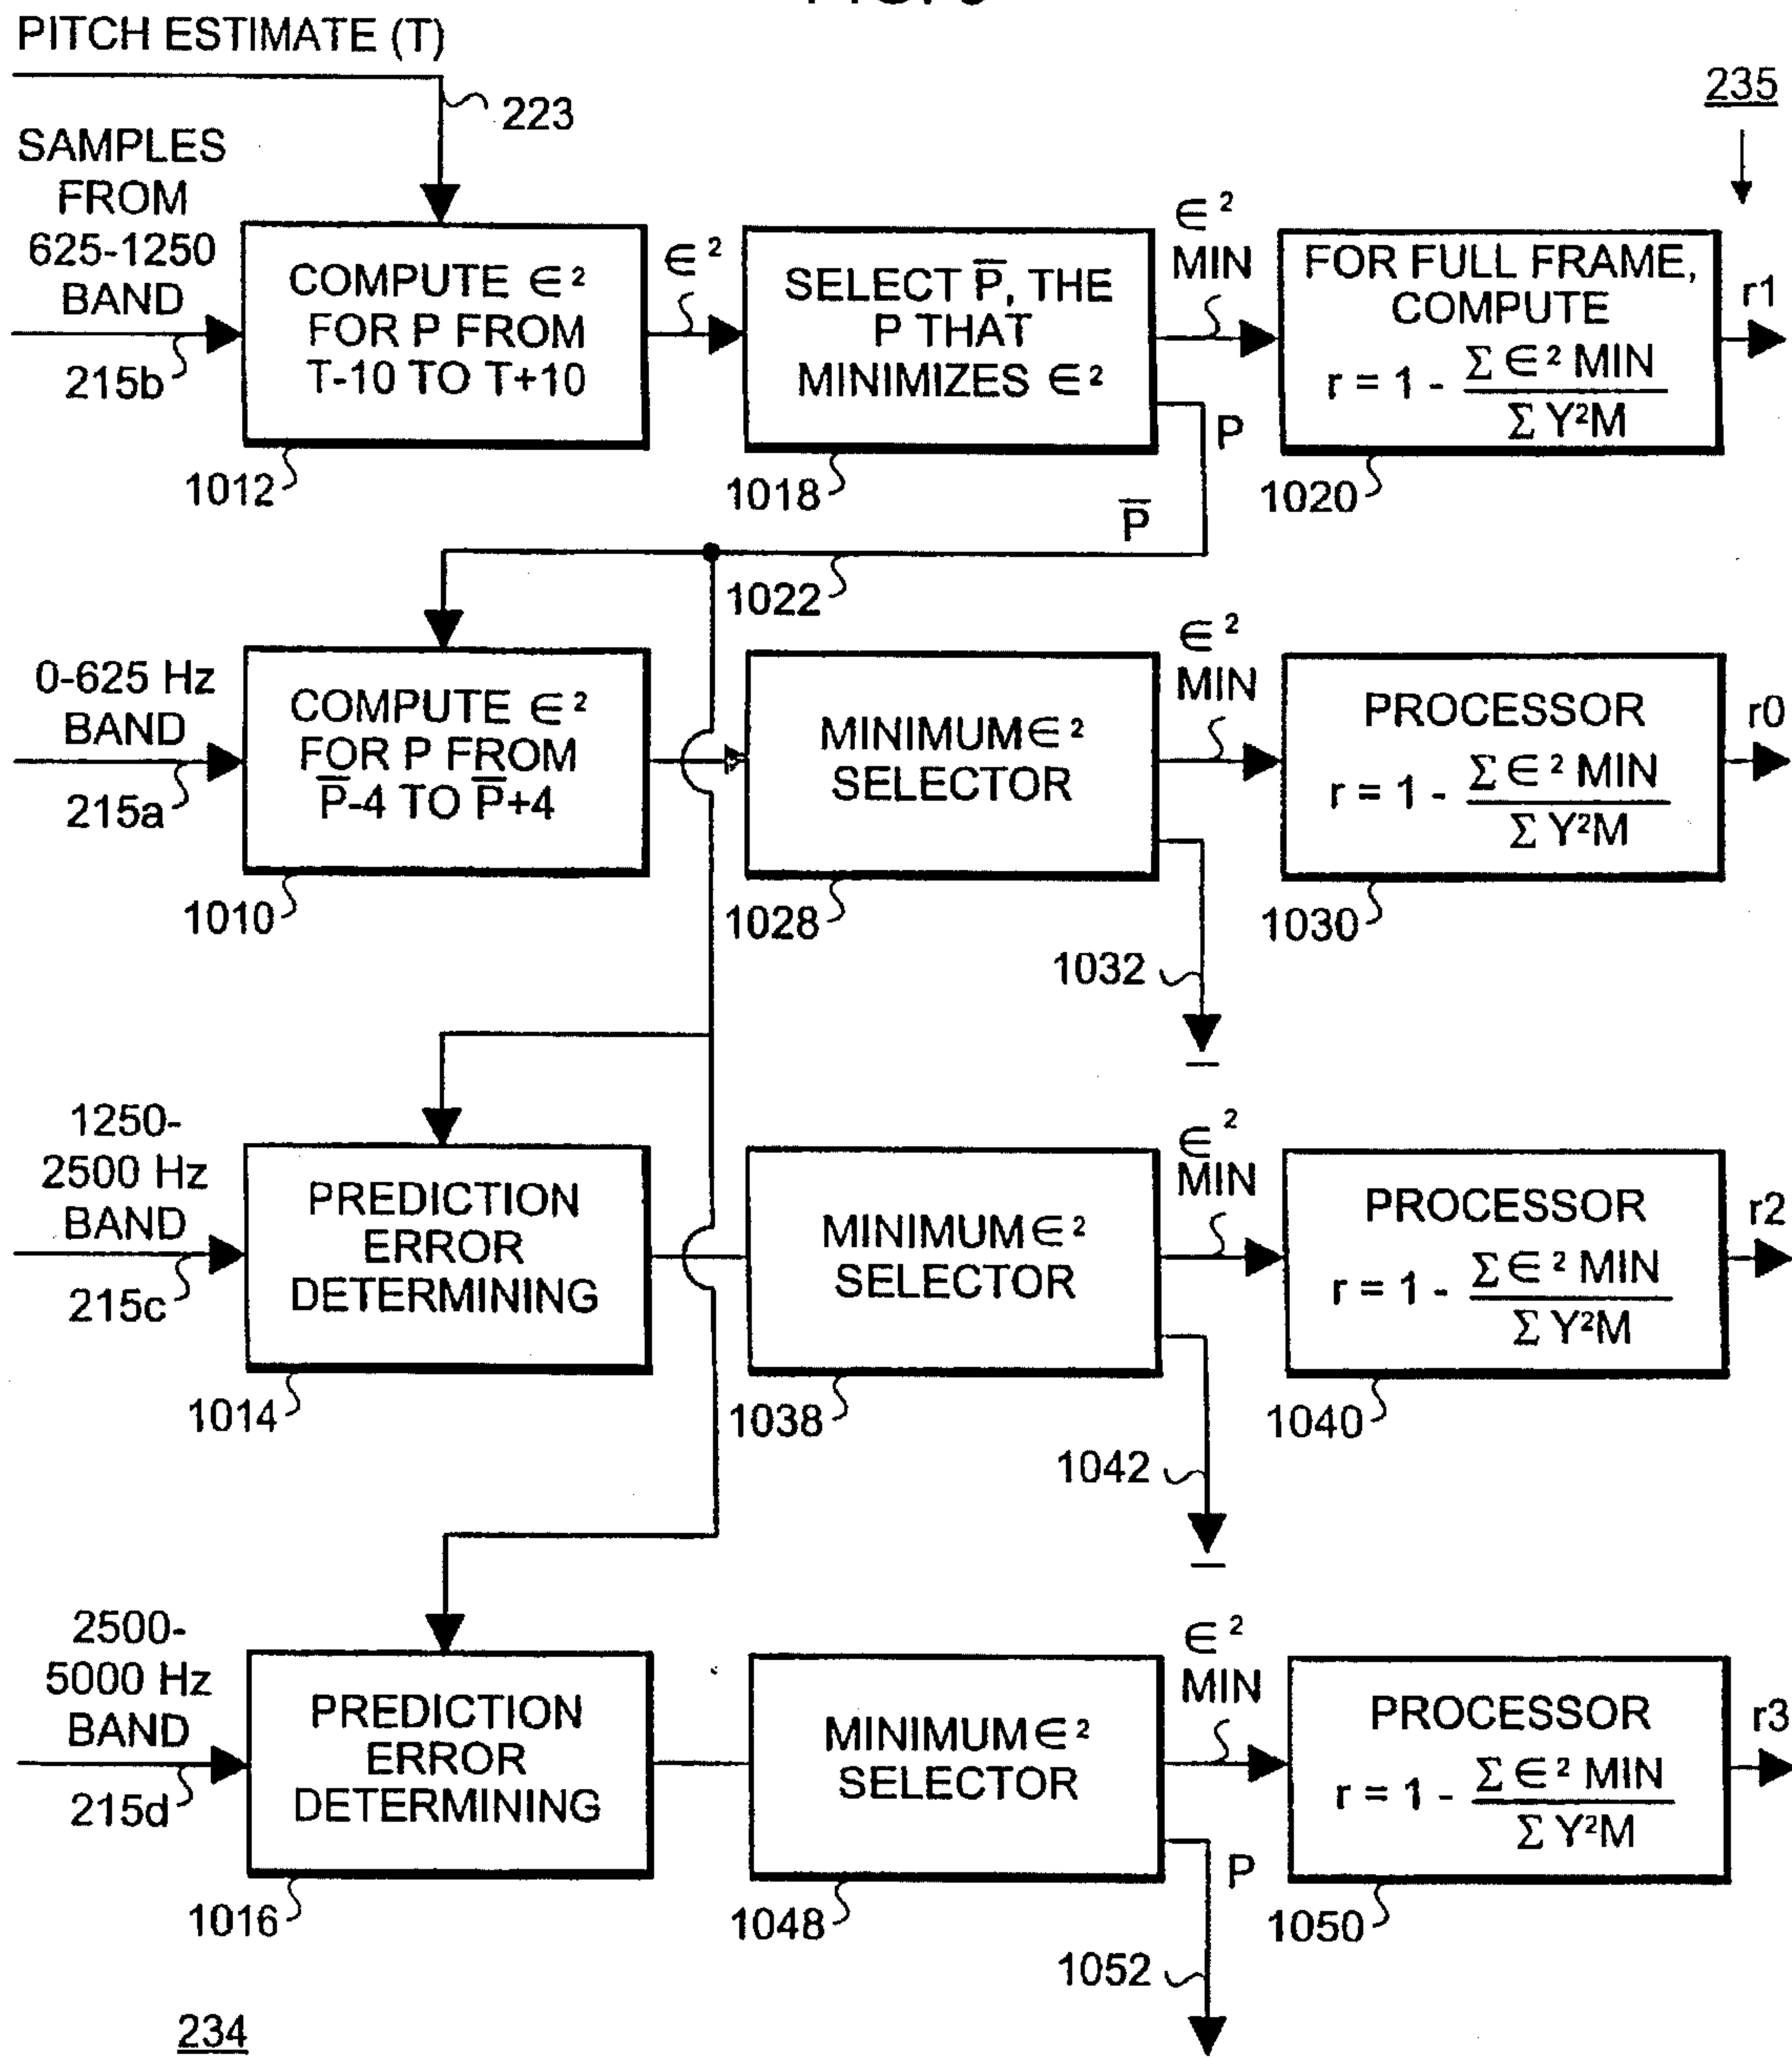 PITCH ESTIMATE (T)
223
235
SAMPLES
FROM
625-1250
BAND
215b
COMPUTE ∈²
FOR P FROM
T-10 TO T+10
1012
∈²
SELECT P̅, THE
P THAT
MINIMIZES ∈²
1018
∈²
MIN
FOR FULL FRAME,
COMPUTE
r = 1 - Σ ∈² MIN / Σ Y²M
1020
r1
P
P̅
1022
0-625 Hz
BAND
215a
COMPUTE ∈²
FOR P FROM
P̅-4 TO P̅+4
1010
MINIMUM ∈²
SELECTOR
1028
∈²
MIN
PROCESSOR
r = 1 - Σ ∈² MIN / Σ Y²M
1030
r0
1032
1250-
2500 Hz
BAND
215c
PREDICTION
ERROR
DETERMINING
1014
MINIMUM ∈²
SELECTOR
1038
∈²
MIN
PROCESSOR
r = 1 - Σ ∈² MIN / Σ Y²M
1040
r2
1042
2500-
5000 Hz
BAND
215d
PREDICTION
ERROR
DETERMINING
1016
MINIMUM ∈²
SELECTOR
1048
∈²
MIN
PROCESSOR
r = 1 - Σ ∈² MIN / Σ Y²M
1050
r3
P
1052
234